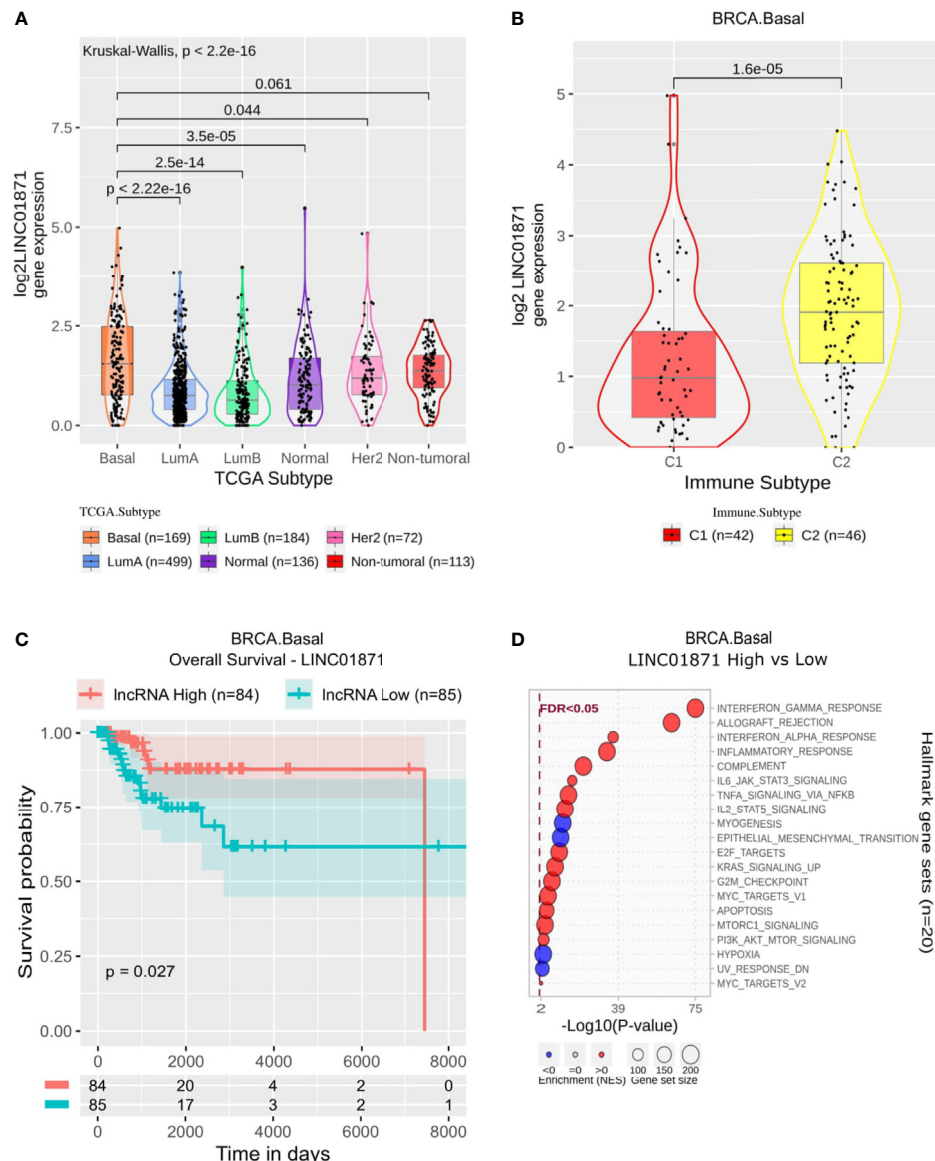 A
Kruskal-Wallis, p < 2.2e-16
0.061
0.044
3.5e-05
2.5e-14
p < 2.22e-16
log2LINC01871
gene expression
7.5
5.0
2.5
0.0
Basal LumA LumB Normal Her2 Non-tumoral
TCGA Subtype
TCGA.Subtype
Basal (n=169) LumB (n=184) Her2 (n=72)
LumA (n=499) Normal (n=136) Non-tumoral (n=113)
B
BRCA.Basal
1.6e-05
log2 LINC01871
gene expression
5
4
3
2
1
0
C1 C2
Immune Subtype
Immune.Subtype
C1 (n=42) C2 (n=46)
C
BRCA.Basal
Overall Survival - LINC01871
lncRNA High (n=84) lncRNA Low (n=85)
Survival probability
1.00
0.75
0.50
0.25
0.00
p = 0.027
0 2000 4000 6000 8000
84 20 4 2 0
85 17 3 2 1
0 2000 4000 6000 8000
Time in days
D
BRCA.Basal
LINC01871 High vs Low
FDR<0.05
INTERFERON_GAMMA_RESPONSE
ALLOGRAFT_REJECTION
INTERFERON_ALPHA_RESPONSE
INFLAMMATORY_RESPONSE
COMPLEMENT
IL6_JAK_STAT3_SIGNALING
TNFA_SIGNALING_VIA_NFKB
IL2_STAT5_SIGNALING
MYOGENESIS
EPITHELIAL_MESENCHYMAL_TRANSITION
E2F_TARGETS
KRAS_SIGNALING_UP
G2M_CHECKPOINT
MYC_TARGETS_V1
APOPTOSIS
MTORC1_SIGNALING
PI3K_AKT_MTOR_SIGNALING
HYPOXIA
UV_RESPONSE_DN
MYC_TARGETS_V2
Hallmark gene sets (n=20)
2 39 75
-Log10(P-value)
<0 =0 >0 100 150 200
Enrichment (NES) Gene set size